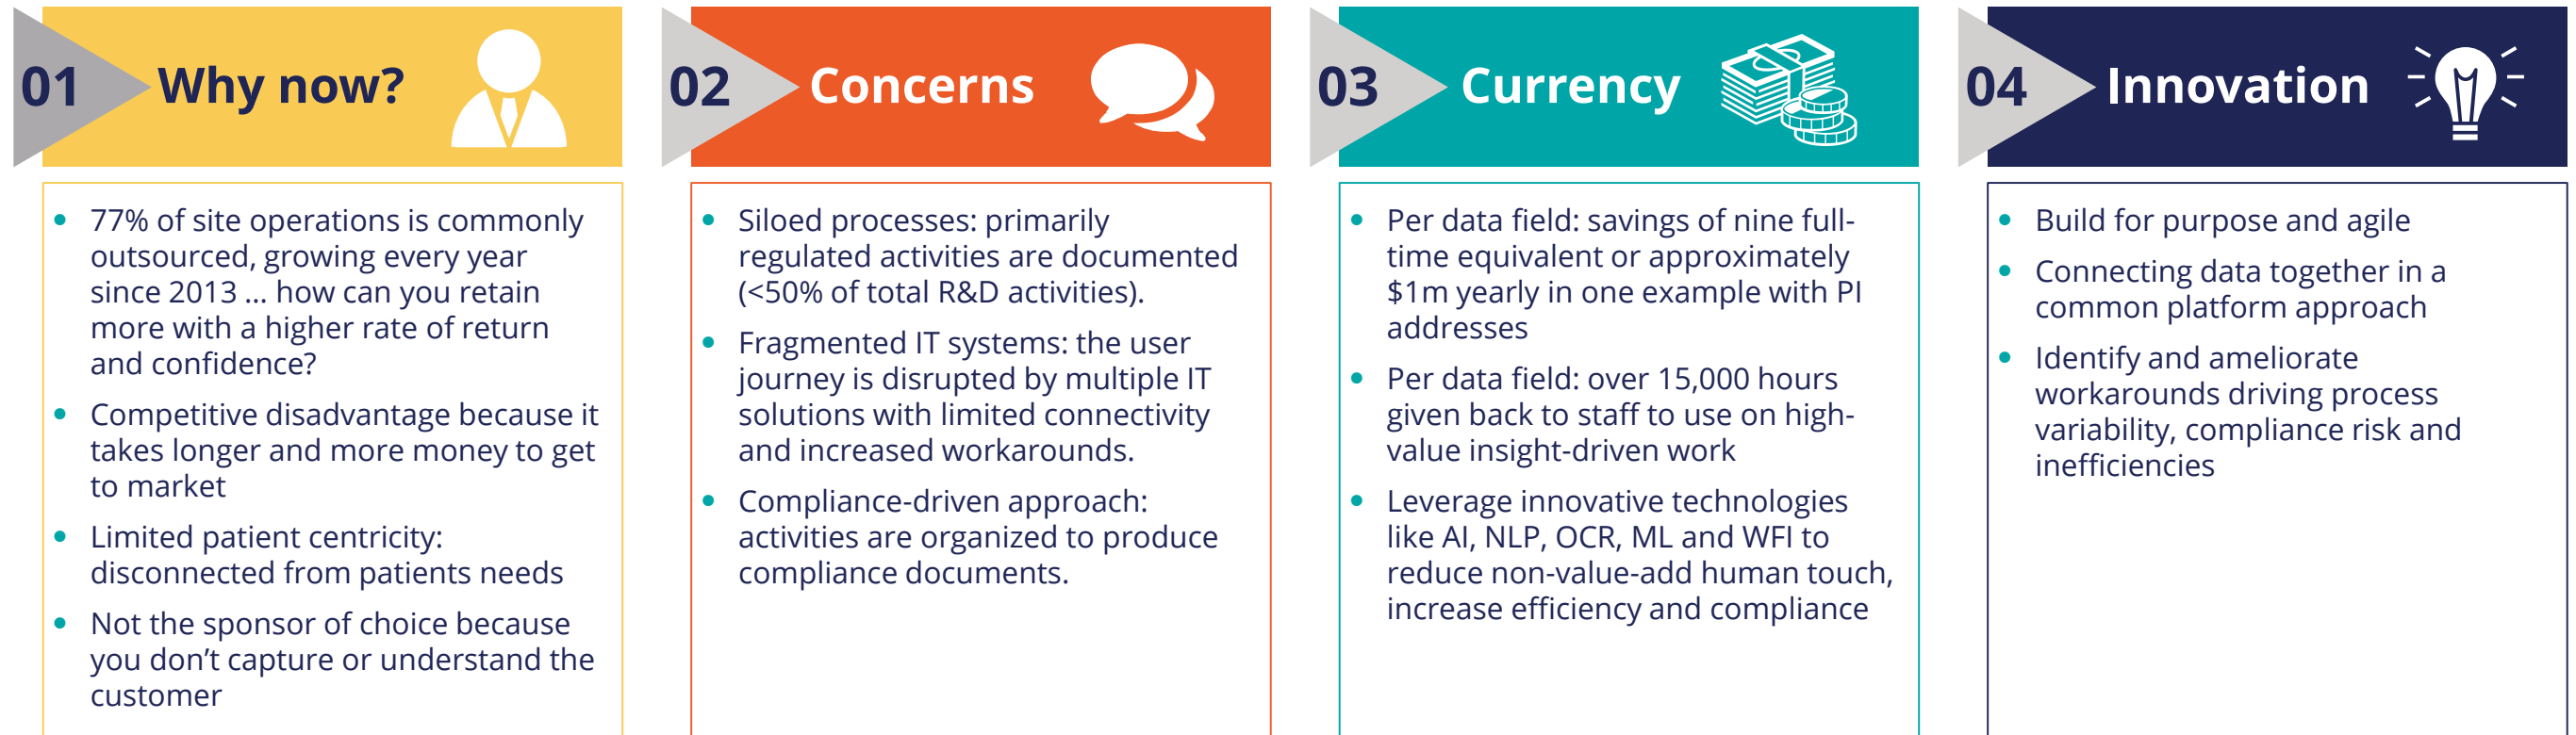 01
Why now?
77% of site operations is commonly
outsourced, growing every year
since 2013 ... how can you retain
more with a higher rate of return
and confidence?
Competitive disadvantage because it
takes longer and more money to get
to market
Limited patient centricity:
disconnected from patients needs
Not the sponsor of choice because
you don’t capture or understand the
customer
02
Concerns
Siloed processes: primarily
regulated activities are documented
(<50% of total R&D activities).
Fragmented IT systems: the user
journey is disrupted by multiple IT
solutions with limited connectivity
and increased workarounds.
Compliance-driven approach:
activities are organized to produce
compliance documents.
03
Currency
Per data field: savings of nine full-
time equivalent or approximately
$1m yearly in one example with PI
addresses
Per data field: over 15,000 hours
given back to staff to use on high-
value insight-driven work
Leverage innovative technologies
like AI, NLP, OCR, ML and WFI to
reduce non-value-add human touch,
increase efficiency and compliance
04
Innovation
Build for purpose and agile
Connecting data together in a
common platform approach
Identify and ameliorate
workarounds driving process
variability, compliance risk and
inefficiencies